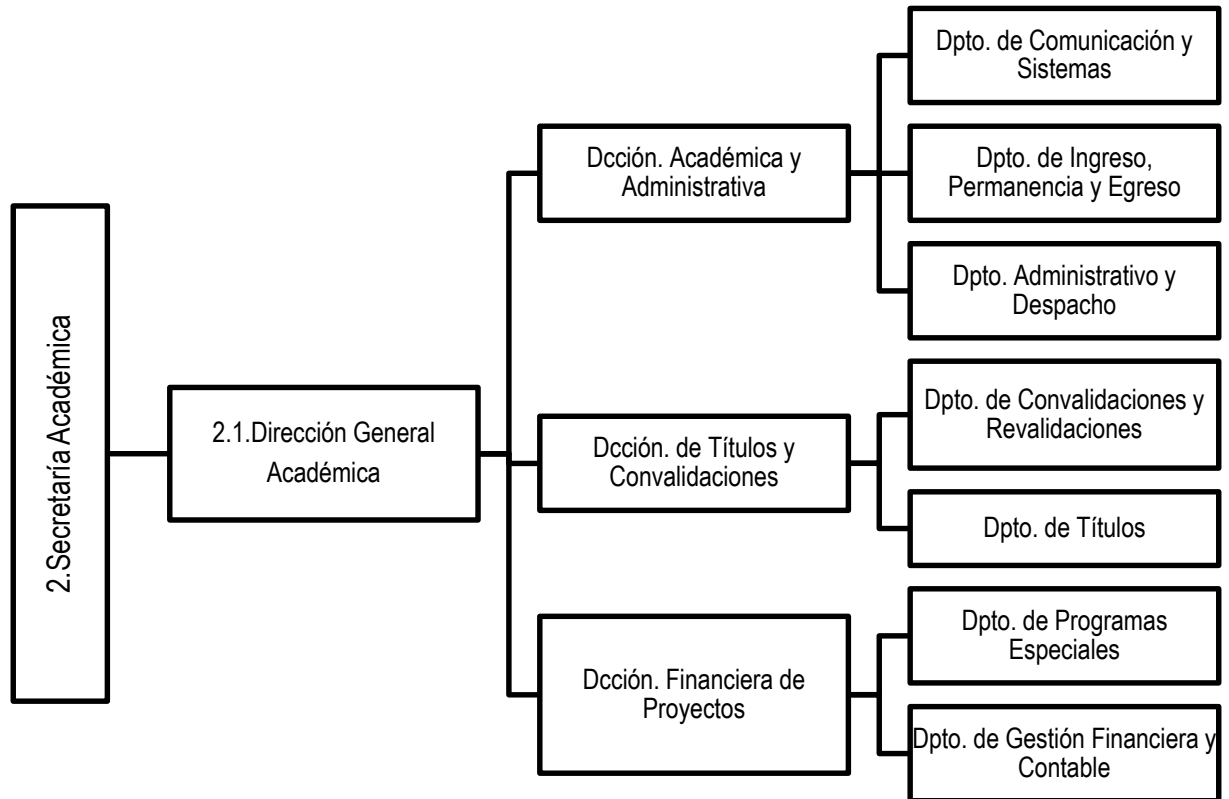 2.Secretaría Académica
2.1.Dirección General
Académica
Dcción. Académica y
Administrativa
Dpto. de Comunicación y
Sistemas
Dpto. de Ingreso,
Permanencia y Egreso
Dpto. Administrativo y
Despacho
Dcción. de Títulos y
Convalidaciones
Dpto. de Convalidaciones y
Revalidaciones
Dpto. de Títulos
Dcción. Financiera de
Proyectos
Dpto. de Programas
Especiales
Dpto. de Gestión Financiera y
Contable